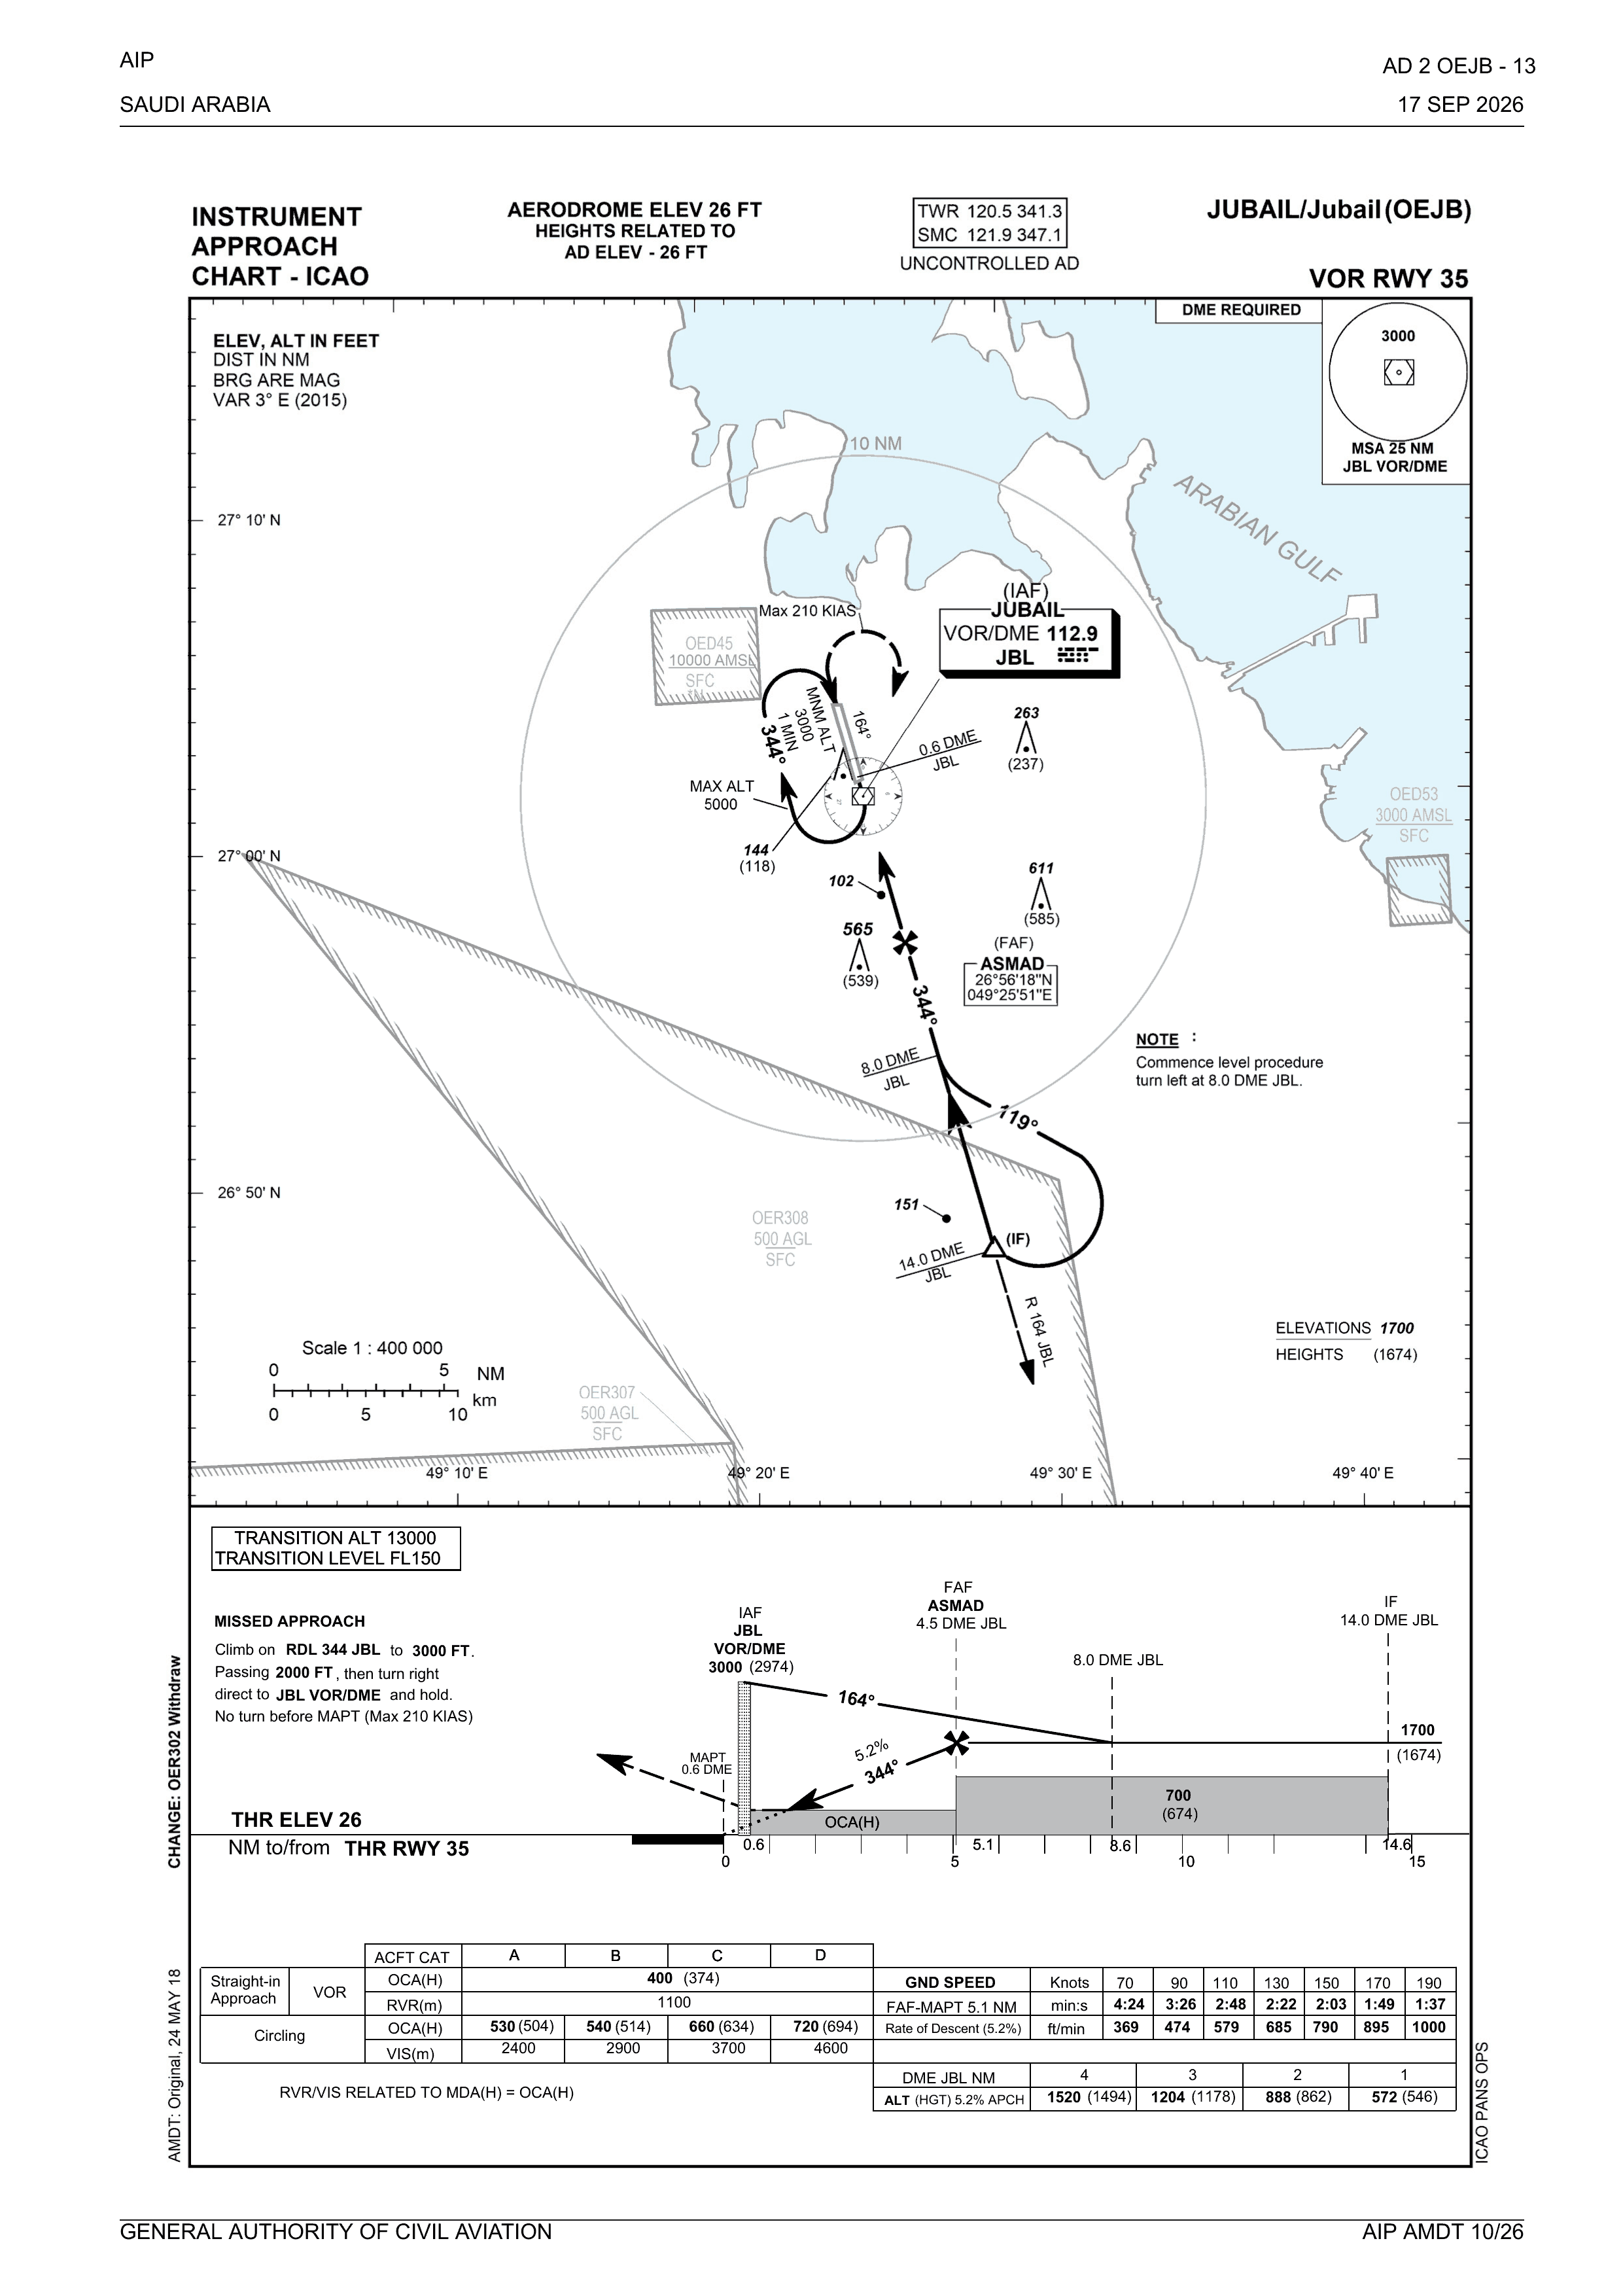 AIP
AD 2 OEJB - 13
SAUDI ARABIA
17 SEP 2026
INSTRUMENT
APPROACH
CHART - ICAO
AERODROME ELEV 26 FT
HEIGHTS RELATED TO
AD ELEV - 26 FT
TWR 120.5 341.3
SMC 121.9 347.1
UNCONTROLLED AD
JUBAIL/Jubail (OEJB)
VOR RWY 35
ELEV, ALT IN FEET
DIST IN NM
BRG ARE MAG
VAR 3° E (2015)
DME REQUIRED
3000
MSA 25 NM
JBL VOR/DME
10 NM
ARABIAN GULF
27° 10' N
(IAF)
JUBAIL
VOR/DME 112.9
JBL
Max 210 KIAS
OED45
10000 AMSL
SFC
MNM ALT
3000
1 MIN
344°
164°
0.6 DME
JBL
263
(237)
MAX ALT
5000
OED53
3000 AMSL
SFC
144
(118)
27° 00' N
102
611
(585)
565
(539)
(FAF)
ASMAD
26°56'18"N
049°25'51"E
344°
NOTE :
Commence level procedure
turn left at 8.0 DME JBL.
8.0 DME
JBL
119°
26° 50' N
151
OER308
500 AGL
SFC
(IF)
14.0 DME
JBL
R 164 JBL
ELEVATIONS 1700
HEIGHTS (1674)
Scale 1 : 400 000
0 5 NM
0 5 10 km
OER307
500 AGL
SFC
49° 10' E
49° 20' E
49° 30' E
49° 40' E
TRANSITION ALT 13000
TRANSITION LEVEL FL150
MISSED APPROACH
Climb on RDL 344 JBL to 3000 FT.
Passing 2000 FT, then turn right
direct to JBL VOR/DME and hold.
No turn before MAPT (Max 210 KIAS)
IAF
JBL
VOR/DME
3000 (2974)
FAF
ASMAD
4.5 DME JBL
8.0 DME JBL
IF
14.0 DME JBL
164°
1700
(1674)
5.2%
344°
MAPT
0.6 DME
700
(674)
OCA(H)
THR ELEV 26
NM to/from THR RWY 35
0.6 5.1 8.6 14.6
0 5 10 15
CHANGE: OER302 Withdraw
AMDT: Original, 24 MAY 18
ICAO PANS OPS
ACFT CAT A B C D
Straight-in Approach VOR OCA(H) 400 (374)
RVR(m) 1100
Circling OCA(H) 530 (504) 540 (514) 660 (634) 720 (694)
VIS(m) 2400 2900 3700 4600
RVR/VIS RELATED TO MDA(H) = OCA(H)
GND SPEED Knots 70 90 110 130 150 170 190
FAF-MAPT 5.1 NM min:s 4:24 3:26 2:48 2:22 2:03 1:49 1:37
Rate of Descent (5.2%) ft/min 369 474 579 685 790 895 1000
DME JBL NM 4 3 2 1
ALT (HGT) 5.2% APCH 1520 (1494) 1204 (1178) 888 (862) 572 (546)
GENERAL AUTHORITY OF CIVIL AVIATION
AIP AMDT 10/26